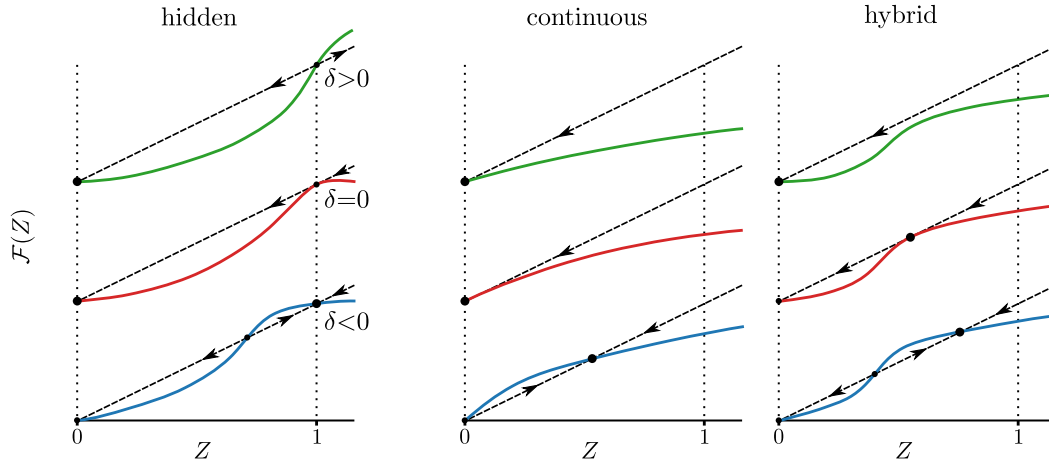 hidden
continuous
hybrid
δ>0
δ=0
δ<0
ℱ(Z)
0
Z
1
0
Z
1
0
Z
1